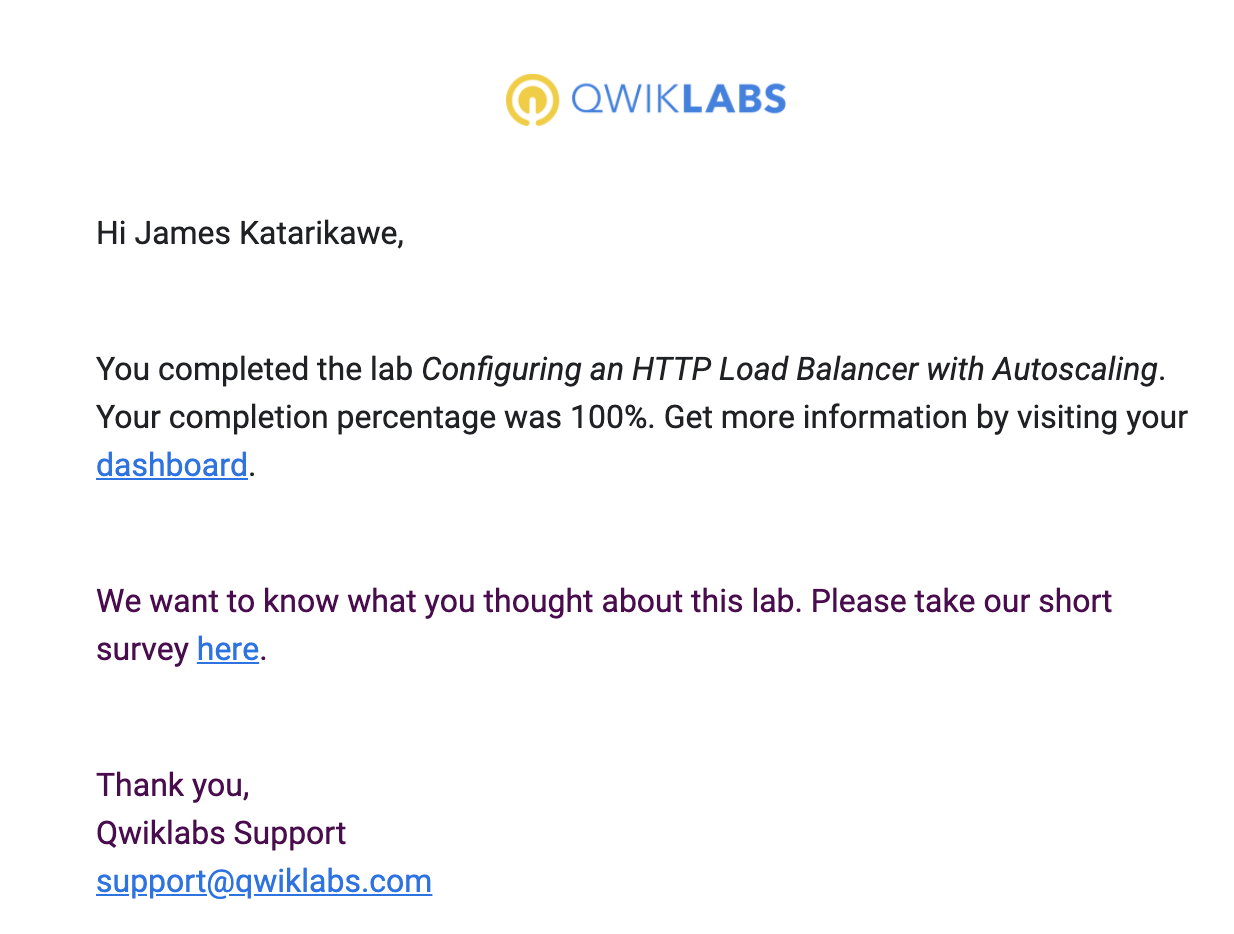 QWIKLABS
Hi James Katarikawe,
You completed the lab Configuring an HTTP Load Balancer with Autoscaling.
Your completion percentage was 100%. Get more information by visiting your
dashboard.
We want to know what you thought about this lab. Please take our short
survey here.
Thank you,
Qwiklabs Support
support@qwiklabs.com